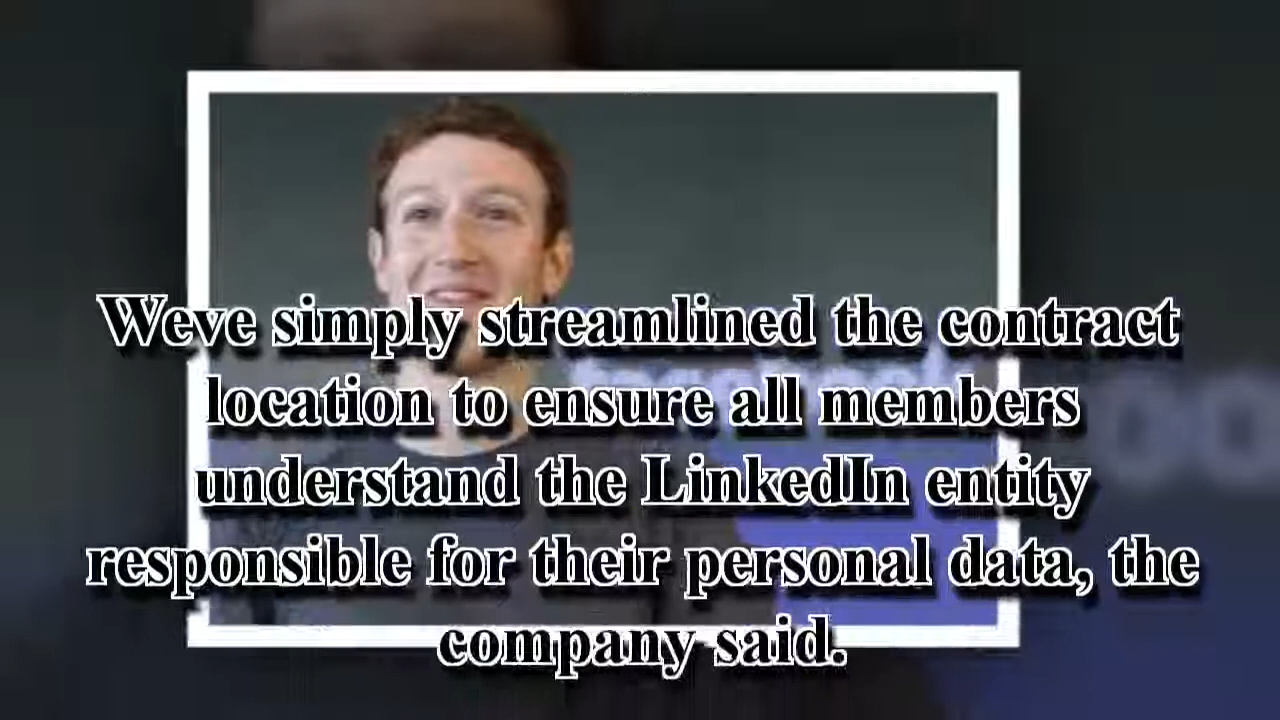 Weve simply streamlined the contract
location to ensure all members
understand the LinkedIn entity
responsible for their personal data, the
company said.